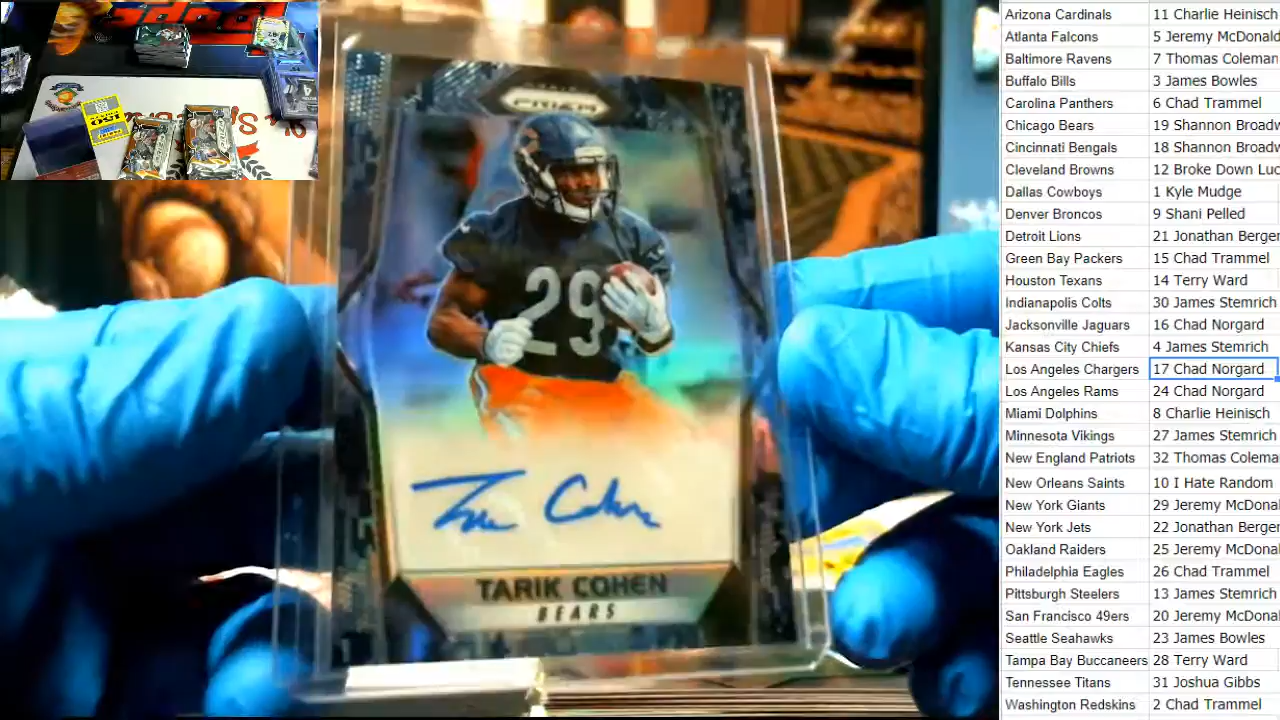 PRIZM
29
TARIK COHEN
BEARS
Arizona Cardinals 11 Charlie Heinisch
Atlanta Falcons 5 Jeremy McDonal
Baltimore Ravens 7 Thomas Coleman
Buffalo Bills 3 James Bowles
Carolina Panthers 6 Chad Trammel
Chicago Bears 19 Shannon Broadw
Cincinnati Bengals 18 Shannon Broadw
Cleveland Browns 12 Broke Down Luc
Dallas Cowboys 1 Kyle Mudge
Denver Broncos 9 Shani Pelled
Detroit Lions 21 Jonathan Berger
Green Bay Packers 15 Chad Trammel
Houston Texans 14 Terry Ward
Indianapolis Colts 30 James Stemrich
Jacksonville Jaguars 16 Chad Norgard
Kansas City Chiefs 4 James Stemrich
Los Angeles Chargers 17 Chad Norgard
Los Angeles Rams 24 Chad Norgard
Miami Dolphins 8 Charlie Heinisch
Minnesota Vikings 27 James Stemrich
New England Patriots 32 Thomas Colema
New Orleans Saints 10 I Hate Random
New York Giants 29 Jeremy McDonal
New York Jets 22 Jonathan Berger
Oakland Raiders 25 Jeremy McDonal
Philadelphia Eagles 26 Chad Trammel
Pittsburgh Steelers 13 James Stemrich
San Francisco 49ers 20 Jeremy McDonal
Seattle Seahawks 23 James Bowles
Tampa Bay Buccaneers 28 Terry Ward
Tennessee Titans 31 Joshua Gibbs
Washington Redskins 2 Chad Trammel